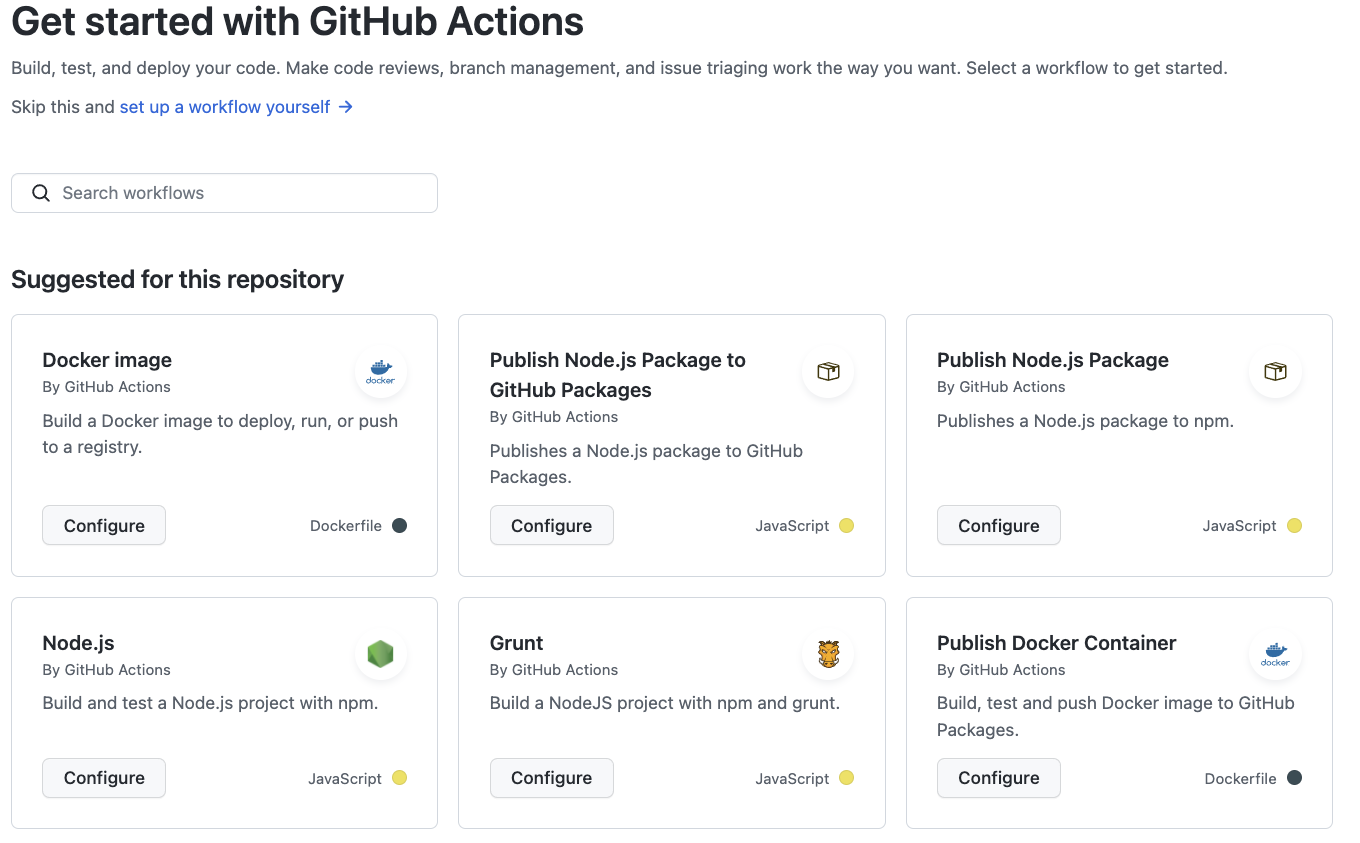 Get started with GitHub Actions
Build, test, and deploy your code. Make code reviews, branch management, and issue triaging work the way you want. Select a workflow to get started.
Skip this and set up a workflow yourself →
Search workflows
Suggested for this repository
Docker image
By GitHub Actions
docker
Build a Docker image to deploy, run, or push
to a registry.
Configure
Dockerfile
Publish Node.js Package to
GitHub Packages
By GitHub Actions
Publishes a Node.js package to GitHub
Packages.
Configure
JavaScript
Publish Node.js Package
By GitHub Actions
Publishes a Node.js package to npm.
Configure
JavaScript
Node.js
By GitHub Actions
Build and test a Node.js project with npm.
Configure
JavaScript
Grunt
By GitHub Actions
Build a NodeJS project with npm and grunt.
Configure
JavaScript
Publish Docker Container
By GitHub Actions
docker
Build, test and push Docker image to GitHub
Packages.
Configure
Dockerfile